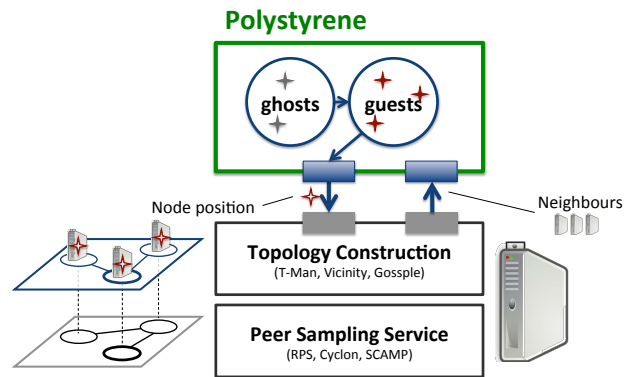 Polystyrene
ghosts
guests
Node position
Neighbours
Topology Construction
(T-Man, Vicinity, Gossple)
Peer Sampling Service
(RPS, Cyclon, SCAMP)